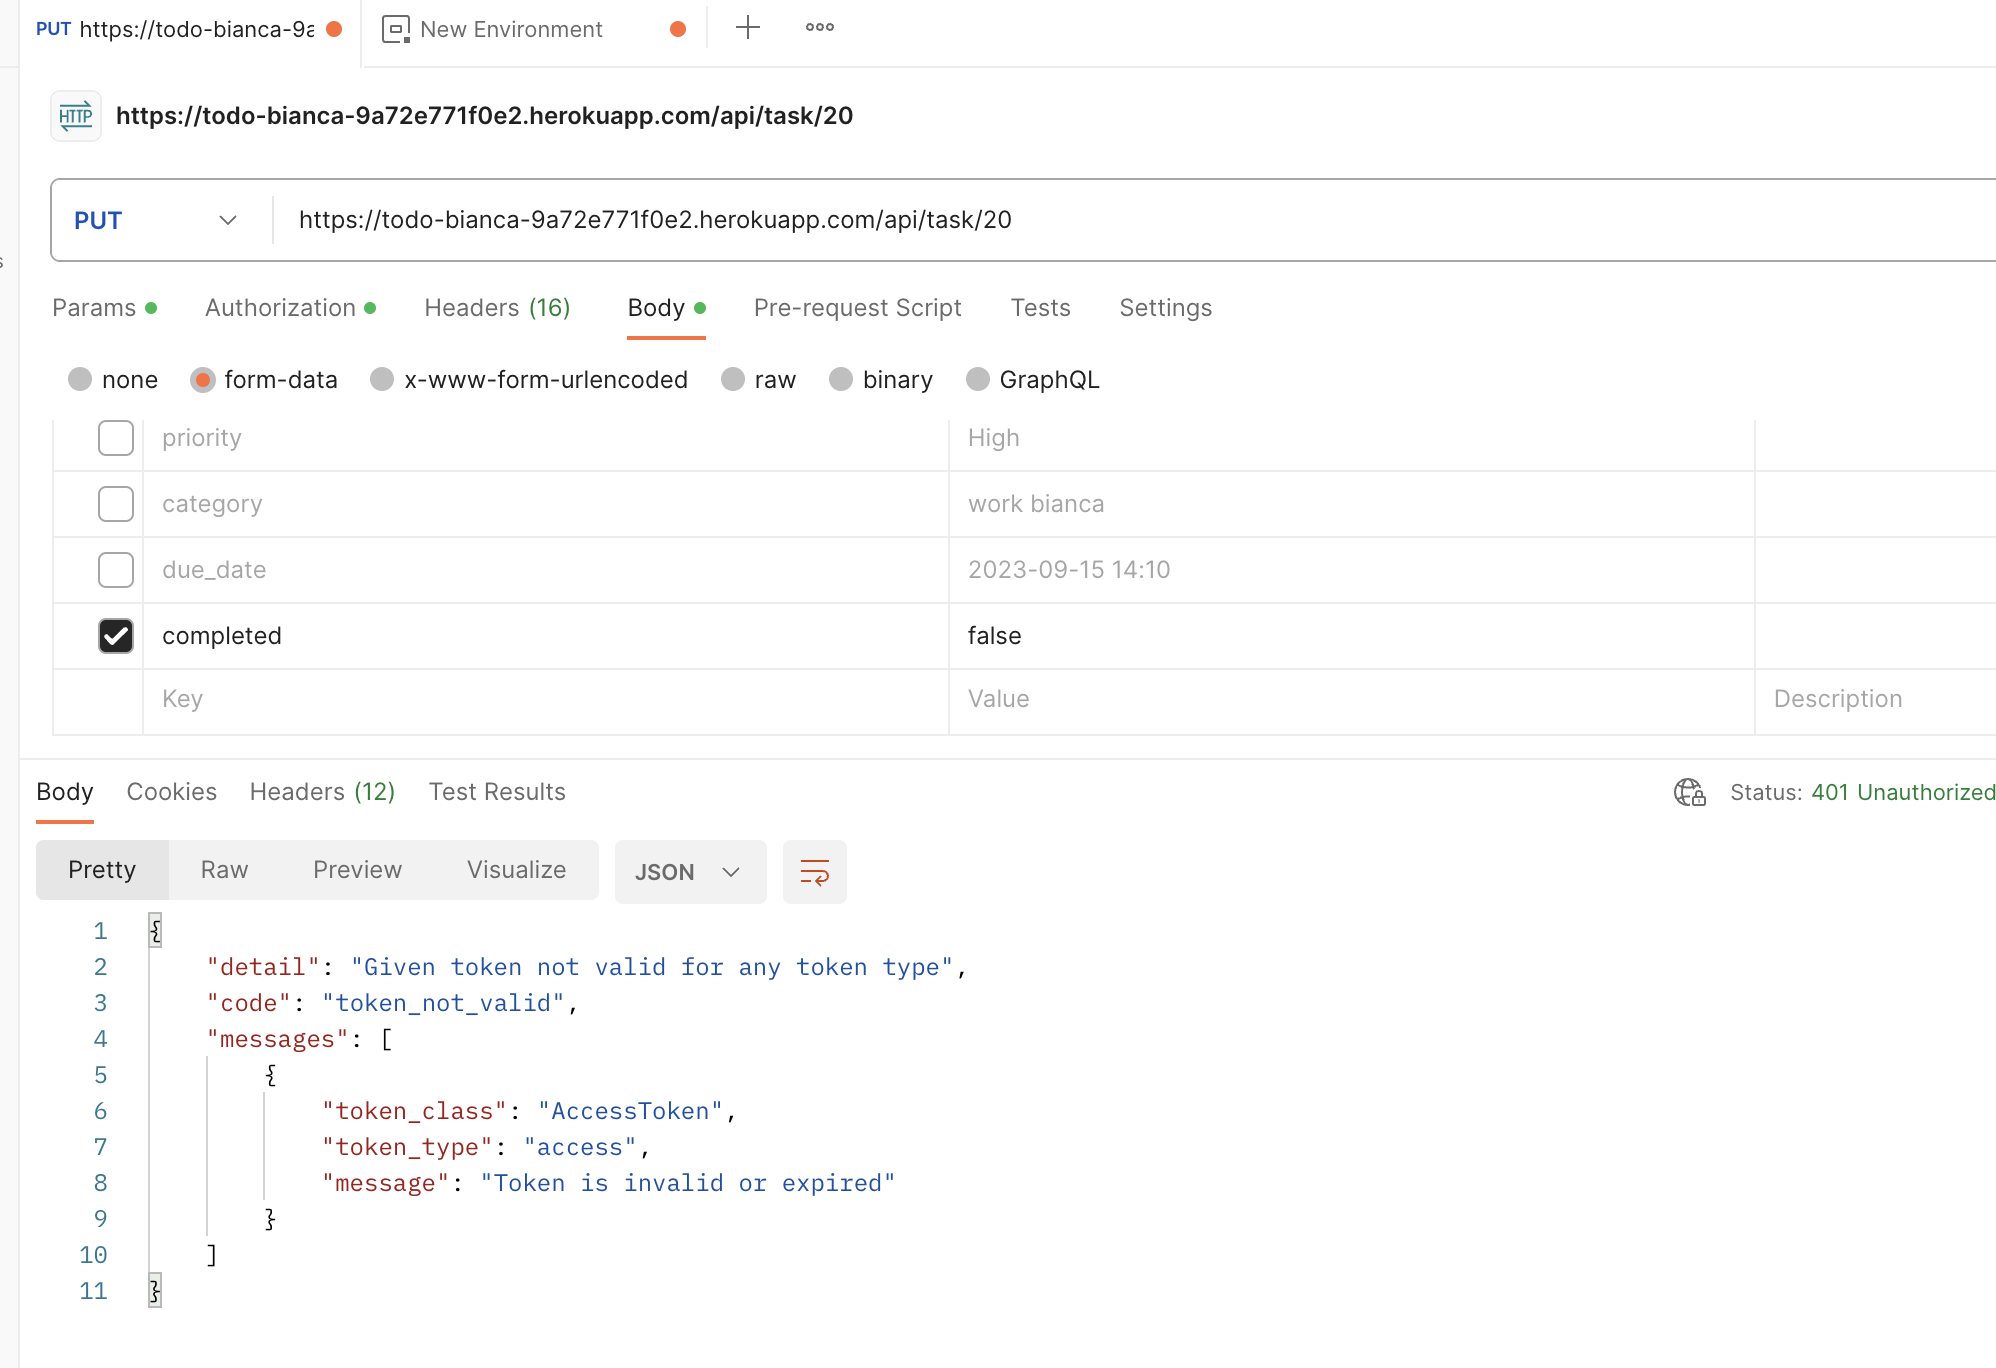 PUT https://todo-bianca-9a
New Environment
HTTP https://todo-bianca-9a72e771f0e2.herokuapp.com/api/task/20
PUT https://todo-bianca-9a72e771f0e2.herokuapp.com/api/task/20
s
Params Authorization Headers (16) Body Pre-request Script Tests Settings
none form-data x-www-form-urlencoded raw binary GraphQL
priority High
category work bianca
due_date 2023-09-15 14:10
completed false
Key Value Description
Body Cookies Headers (12) Test Results Status: 401 Unauthorized
Pretty Raw Preview Visualize JSON
1 {
2 "detail": "Given token not valid for any token type",
3 "code": "token_not_valid",
4 "messages": [
5 {
6 "token_class": "AccessToken",
7 "token_type": "access",
8 "message": "Token is invalid or expired"
9 }
10 ]
11 }